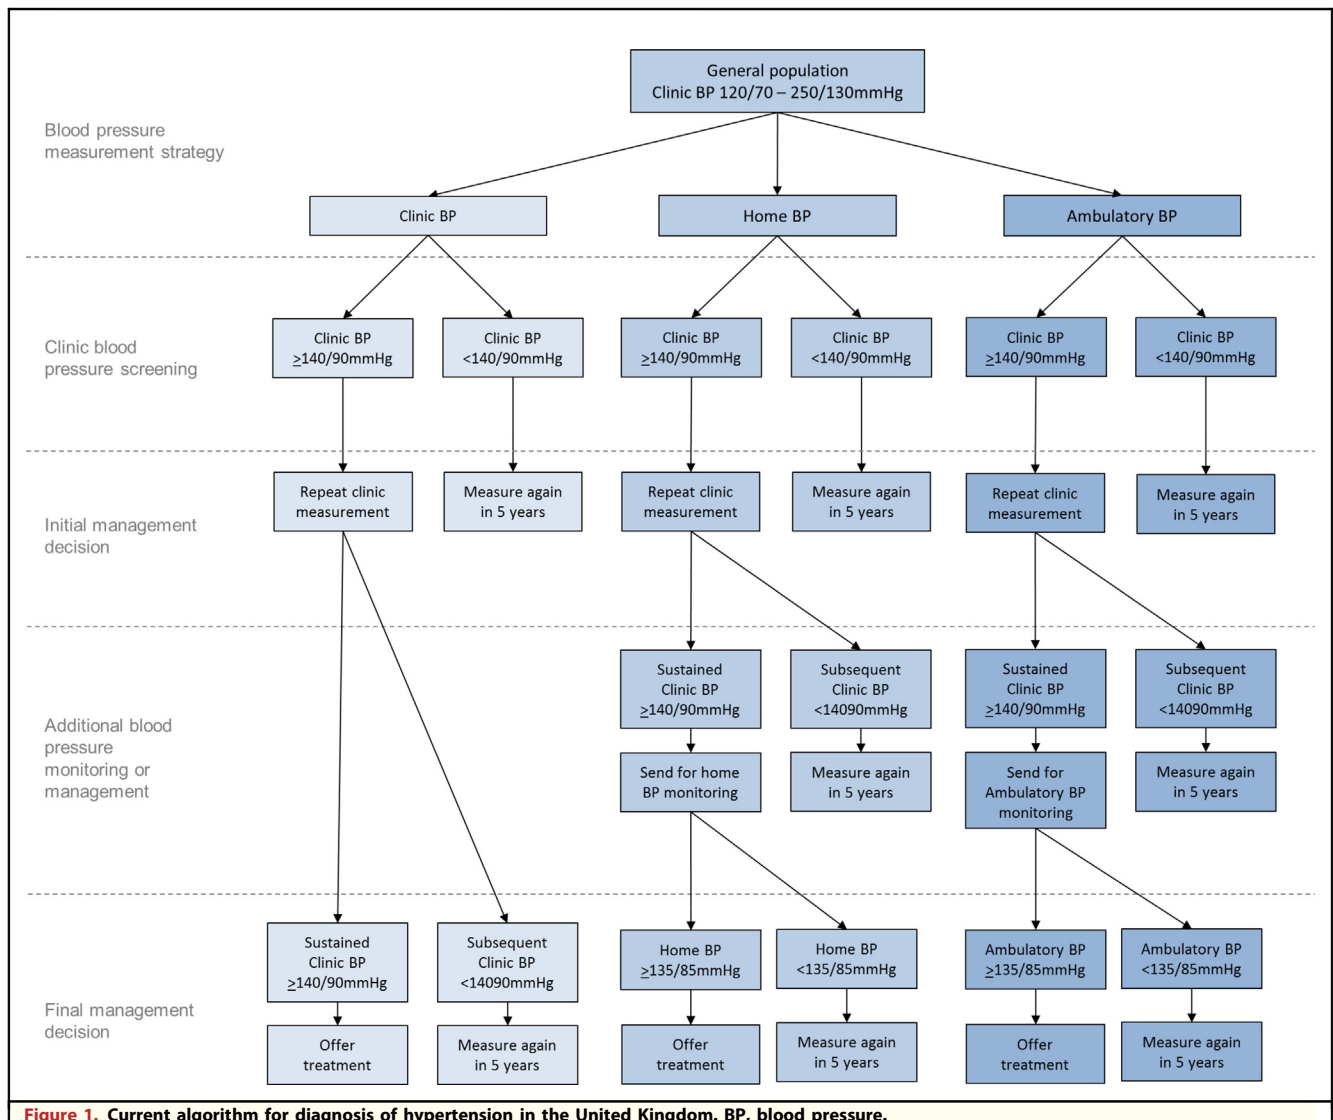 General population
Clinic BP 120/70 – 250/130mmHg
Blood pressure
measurement strategy
Clinic BP
Home BP
Ambulatory BP
Clinic blood
pressure screening
Clinic BP
≥140/90mmHg
Clinic BP
<140/90mmHg
Clinic BP
≥140/90mmHg
Clinic BP
<140/90mmHg
Clinic BP
≥140/90mmHg
Clinic BP
<140/90mmHg
Initial management
decision
Repeat clinic
measurement
Measure again
in 5 years
Repeat clinic
measurement
Measure again
in 5 years
Repeat clinic
measurement
Measure again
in 5 years
Additional blood
pressure
monitoring or
management
Sustained
Clinic BP
≥140/90mmHg
Subsequent
Clinic BP
<14090mmHg
Sustained
Clinic BP
≥140/90mmHg
Subsequent
Clinic BP
<14090mmHg
Send for home
BP monitoring
Measure again
in 5 years
Send for
Ambulatory BP
monitoring
Measure again
in 5 years
Final management
decision
Sustained
Clinic BP
≥140/90mmHg
Subsequent
Clinic BP
<14090mmHg
Home BP
≥135/85mmHg
Home BP
<135/85mmHg
Ambulatory BP
≥135/85mmHg
Ambulatory BP
<135/85mmHg
Offer
treatment
Measure again
in 5 years
Offer
treatment
Measure again
in 5 years
Offer
treatment
Measure again
in 5 years
Figure 1. Current algorithm for diagnosis of hypertension in the United Kingdom. BP, blood pressure.